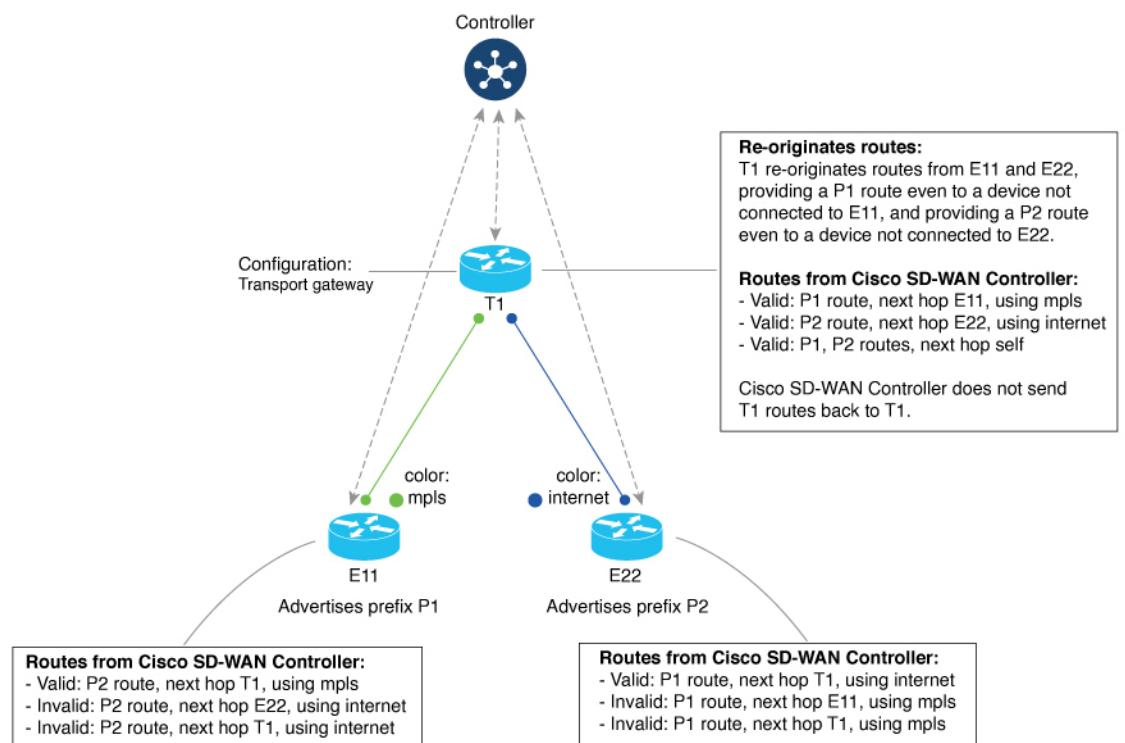 Controller
Re-originates routes:
T1 re-originates routes from E11 and E22,
providing a P1 route even to a device not
connected to E11, and providing a P2 route
even to a device not connected to E22.
Routes from Cisco SD-WAN Controller:
- Valid: P1 route, next hop E11, using mpls
- Valid: P2 route, next hop E22, using internet
- Valid: P1, P2 routes, next hop self
Cisco SD-WAN Controller does not send
T1 routes back to T1.
Configuration:
Transport gateway
T1
color:
mpls
color:
internet
E11
Advertises prefix P1
E22
Advertises prefix P2
Routes from Cisco SD-WAN Controller:
- Valid: P2 route, next hop T1, using mpls
- Invalid: P2 route, next hop E22, using internet
- Invalid: P2 route, next hop T1, using internet
Routes from Cisco SD-WAN Controller:
- Valid: P1 route, next hop T1, using internet
- Invalid: P1 route, next hop E11, using mpls
- Invalid: P1 route, next hop T1, using mpls